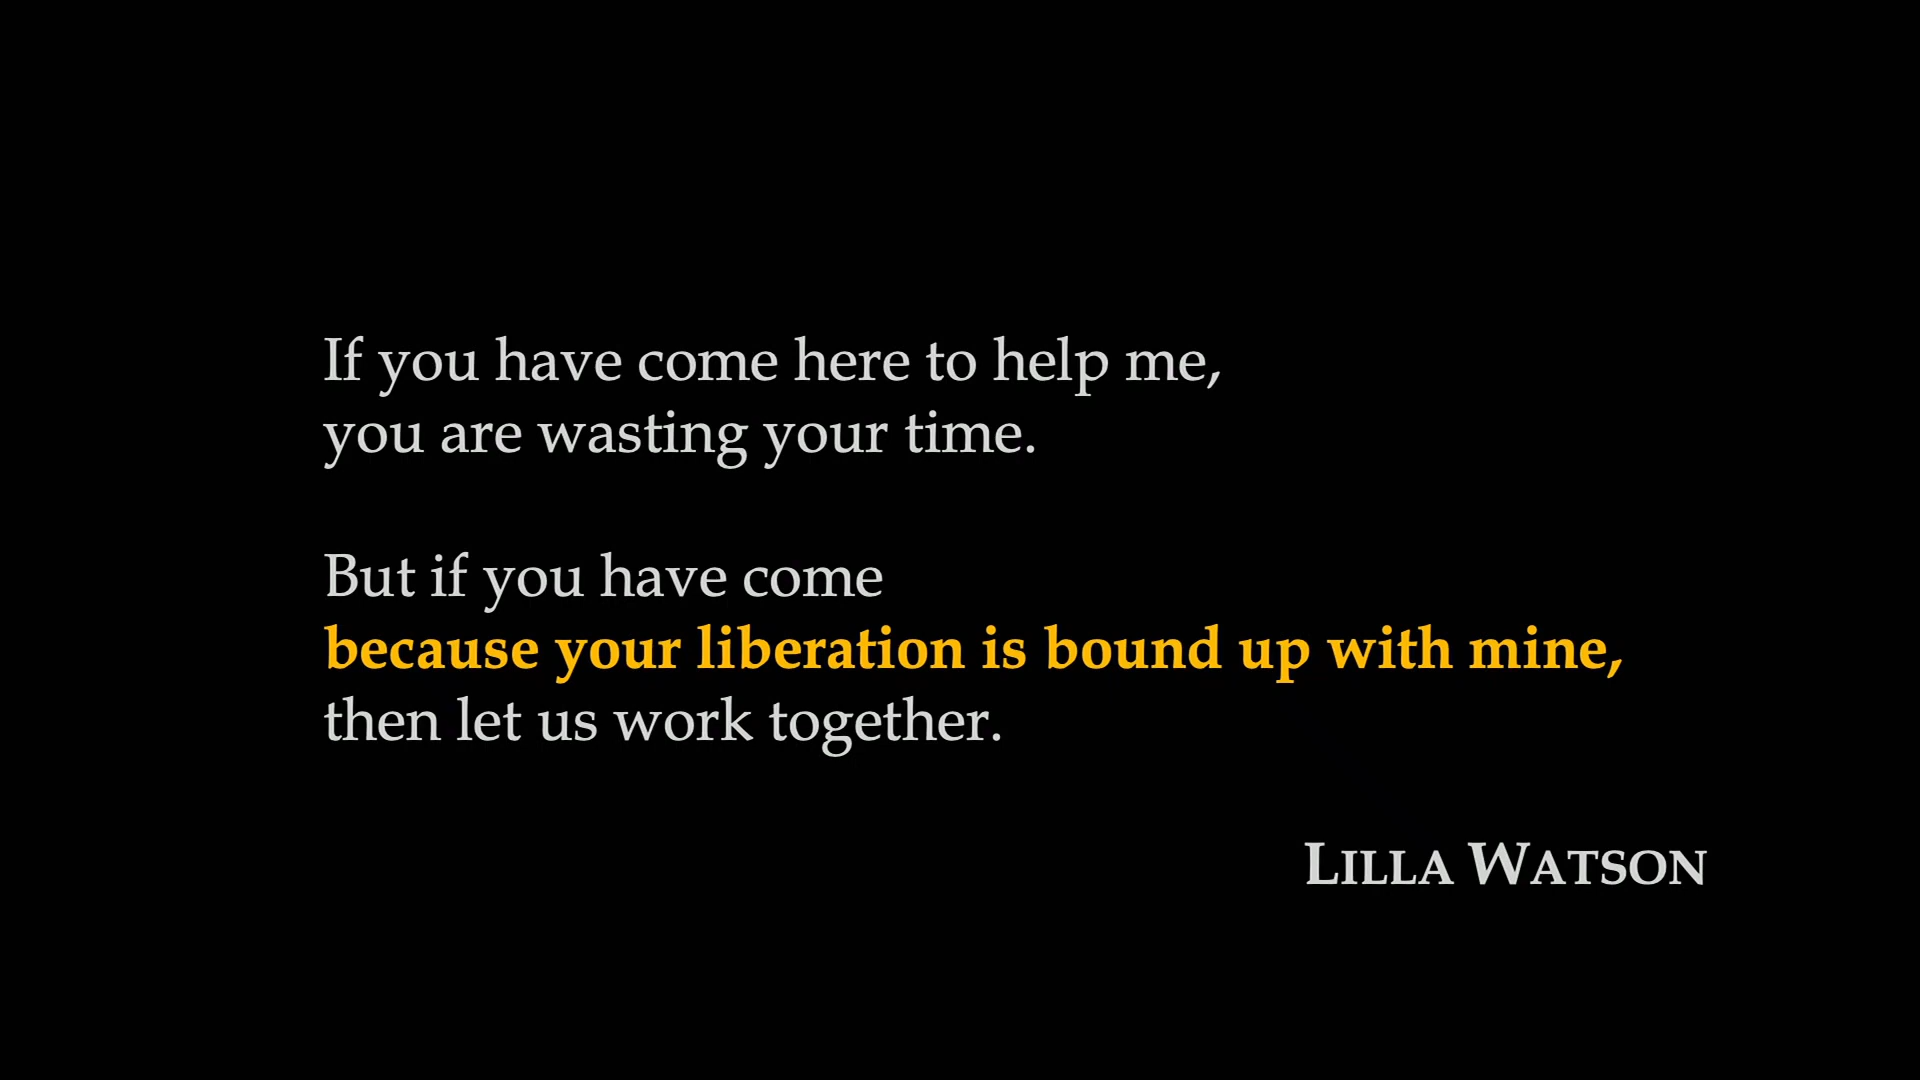 If you have come here to help me,
you are wasting your time.
But if you have come
because your liberation is bound up with mine,
then let us work together.
LILLA WATSON